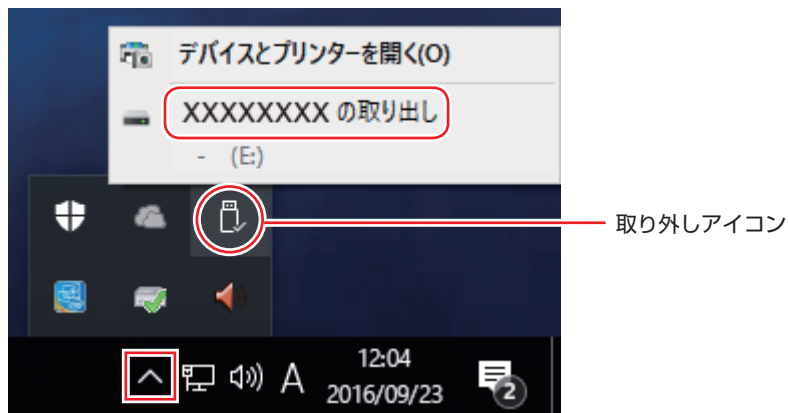 デバイスとプリンターを開く(O)
XXXXXXXX の取り出し
- (E:)
取り外しアイコン
A
12:04
2016/09/23
2